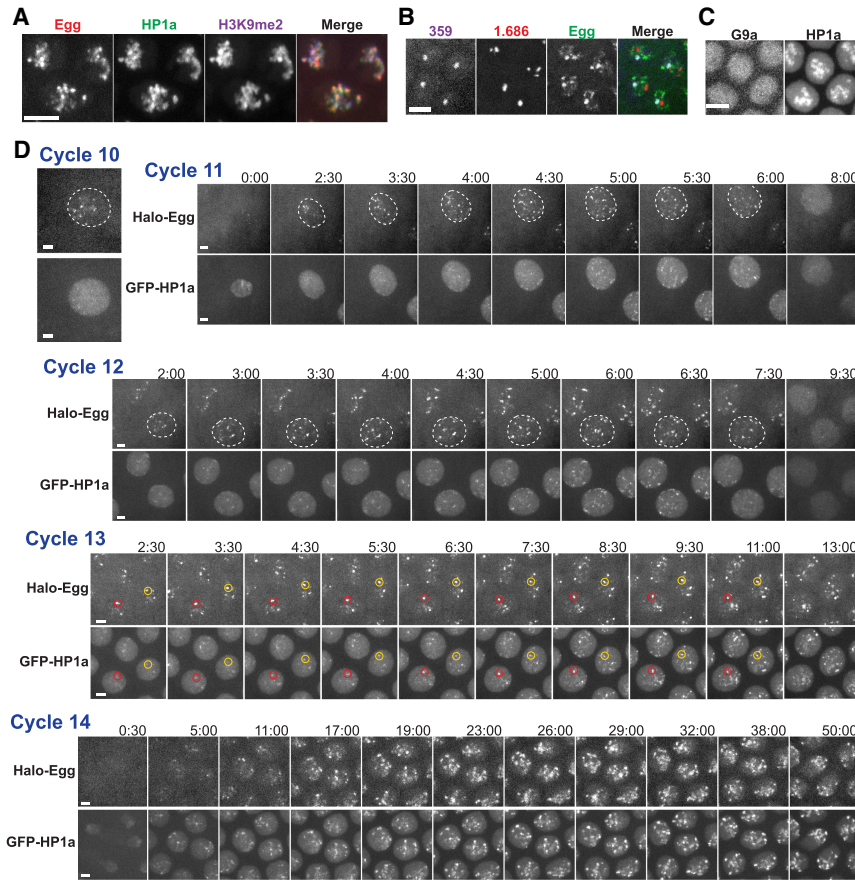 A
Egg HP1a H3K9me2 Merge
B
359 1.686 Egg Merge
C
G9a HP1a
D
Cycle 10
Cycle 11
0:00 2:30 3:30 4:00 4:30 5:00 5:30 6:00 8:00
Halo-Egg
GFP-HP1a
Cycle 12
2:00 3:00 3:30 4:00 4:30 5:00 6:00 6:30 7:30 9:30
Halo-Egg
GFP-HP1a
Cycle 13
2:30 3:30 4:30 5:30 6:30 7:30 8:30 9:30 11:00 13:00
Halo-Egg
GFP-HP1a
Cycle 14
0:30 5:00 11:00 17:00 19:00 23:00 26:00 29:00 32:00 38:00 50:00
Halo-Egg
GFP-HP1a